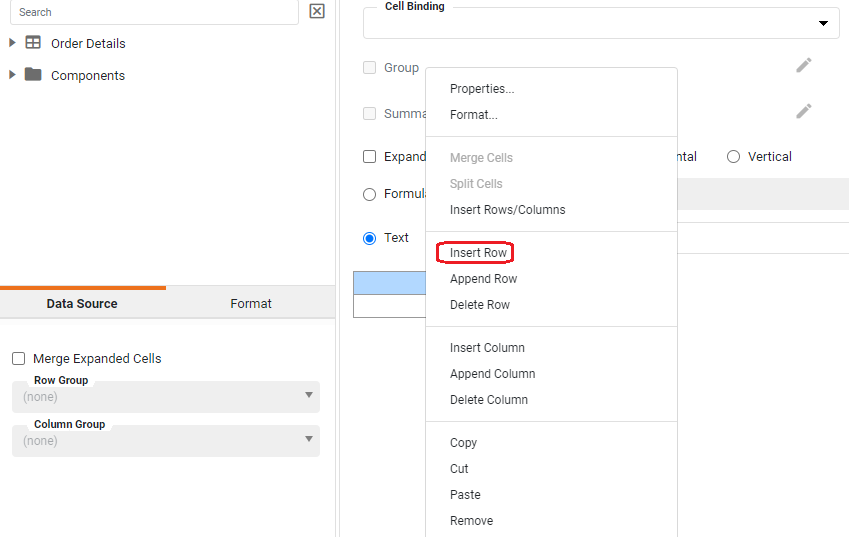 Search
Order Details
Components
Data Source
Format
Merge Expanded Cells
Row Group
(none)
Column Group
(none)
Cell Binding
Group
Summa
Expand
ntal
Vertical
Formula
Text
Properties...
Format...
Merge Cells
Split Cells
Insert Rows/Columns
Insert Row
Append Row
Delete Row
Insert Column
Append Column
Delete Column
Copy
Cut
Paste
Remove